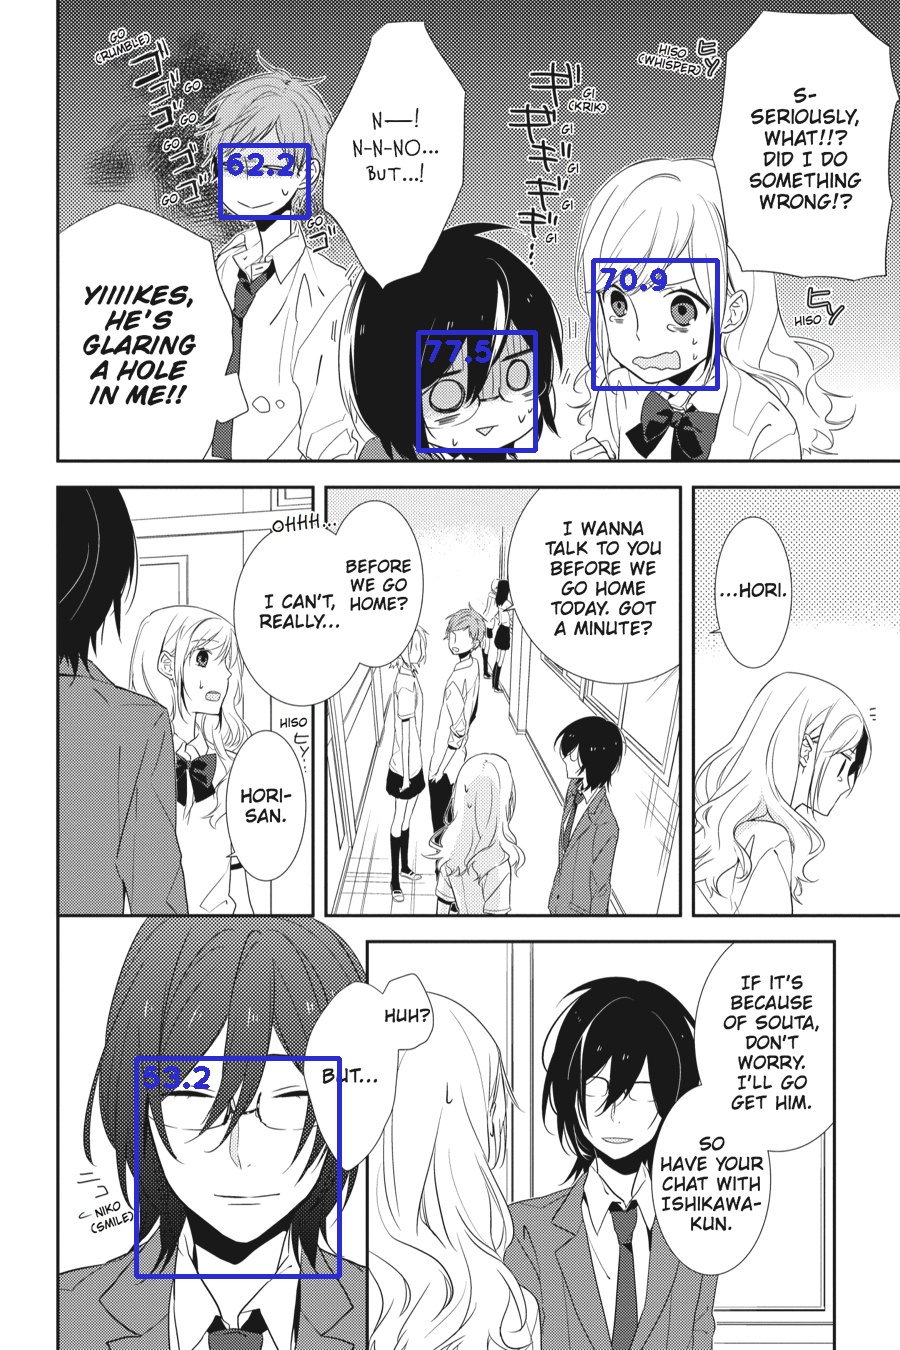 S-
SERIOUSLY,
WHAT!!?
DID I DO
SOMETHING
WRONG!?
HISO
(WHISPER)
ヒソ
ヒソ
HISO
70.9
GI
(KRIK)
GI
GI
GI
GI
GI
ギギギギギ…
N—!
N-N-NO...
BUT...!
77.5
GO
(RUMBLE)
GO
GO
GO
GO
GO
ゴゴゴゴゴ
62.2
YIIIIKES,
HE'S
GLARING
A HOLE
IN ME!!
...HORI.
I WANNA
TALK TO YOU
BEFORE WE
GO HOME
TODAY. GOT
A MINUTE?
OHHH...
BEFORE
WE GO
HOME?
I CAN'T,
REALLY...
HISO
ヒソ
HORI-
SAN.
IF IT'S
BECAUSE
OF SOUTA,
DON'T
WORRY.
I'LL GO
GET HIM.
SO
HAVE YOUR
CHAT WITH
ISHIKAWA-
KUN.
HUH?
BUT...
53.2
ニコ
NIKO
(SMILE)